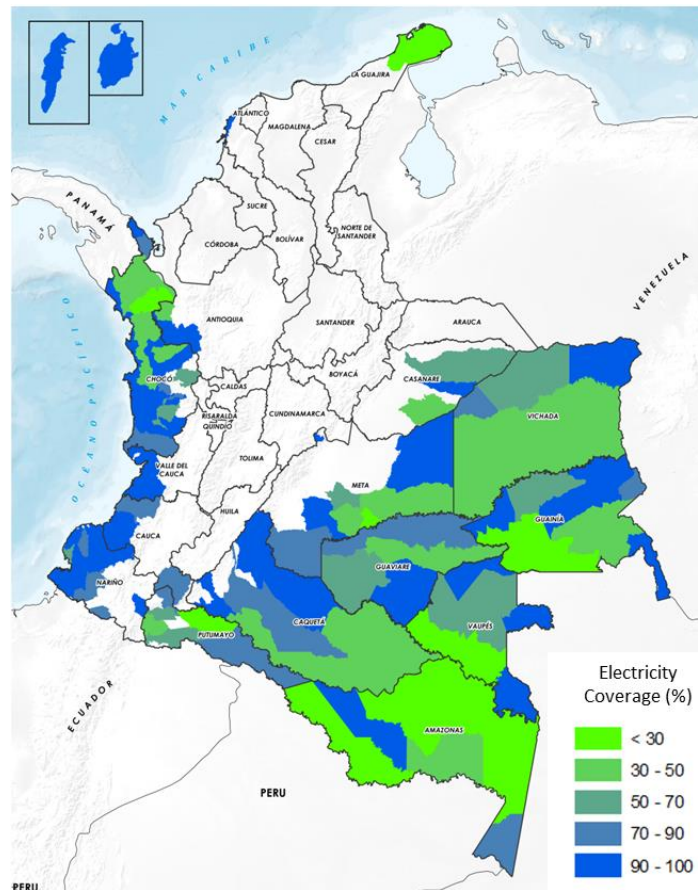 MAR CARIBE
LA GUAJIRA
ATLÁNTICO
MAGDALENA
CESAR
PANAMÁ
SUCRE
NORTE DE
SANTANDER
CÓRDOBA
BOLÍVAR
VENEZUELA
ANTIOQUIA
SANTANDER
ARAUCA
OCÉANO PACÍFICO
CHOCÓ
BOYACÁ
CASANARE
CALDAS
RISARALDA
QUINDÍO
CUNDINAMARCA
VICHADA
VALLE DEL
CAUCA
TOLIMA
META
HUILA
GUAINÍA
CAUCA
GUAVIARE
NARIÑO
CAQUETA
VAUPÉS
PUTUMAYO
ECUADOR
AMAZONAS
PERU
PERU
Electricity
Coverage (%)
< 30
30 - 50
50 - 70
70 - 90
90 - 100